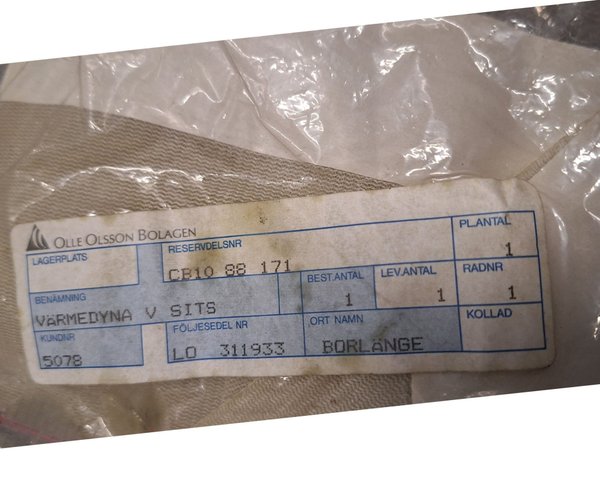 OLLE OLSSON BOLAGEN
LAGERPLATS
RESERVDELSNR
CB10 88 171
PL.ANTAL
1
BENÄMNING
VÄRMEDYNA V SITS
BEST.ANTAL
1
LEV.ANTAL
1
RADNR
1
KUNDNR
5078
FÖLJESEDEL NR
LO 311933
ORT NAMN
BORLÄNGE
KOLLAD